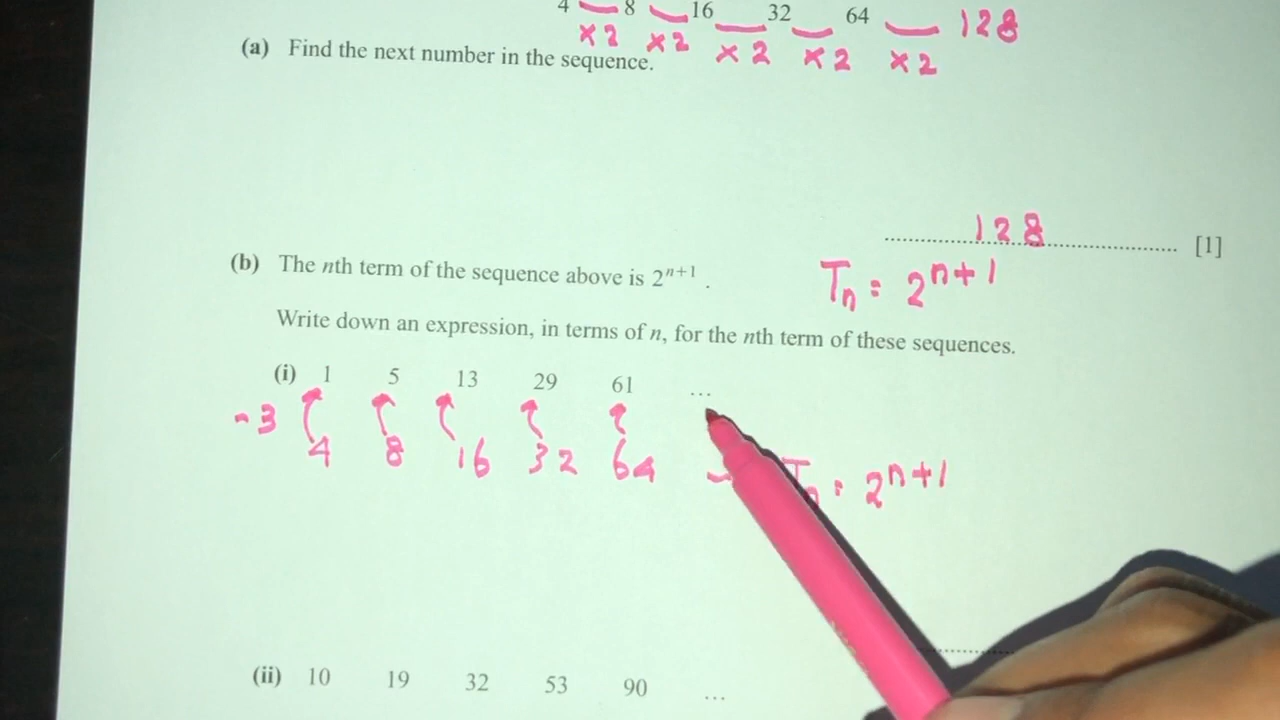 4 8 16 32 64 128
×2 ×2 ×2 ×2 ×2
(a) Find the next number in the sequence.
128
[1]
(b) The nth term of the sequence above is 2ⁿ⁺¹ .
Tₙ = 2ⁿ⁺¹
Write down an expression, in terms of n, for the nth term of these sequences.
(i) 1 5 13 29 61 ...
-3
4 8 16 32 64 Tₙ = 2ⁿ⁺¹
(ii) 10 19 32 53 90 ...